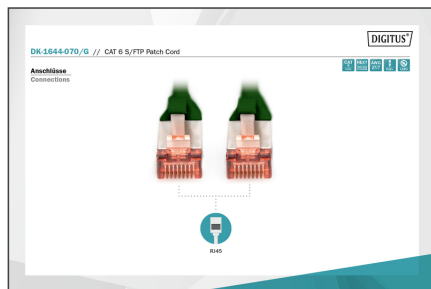 DIGITUS®
DK-1644-070/G // CAT 6 S/FTP Patch Cord
Anschlüsse
Connections
RJ45